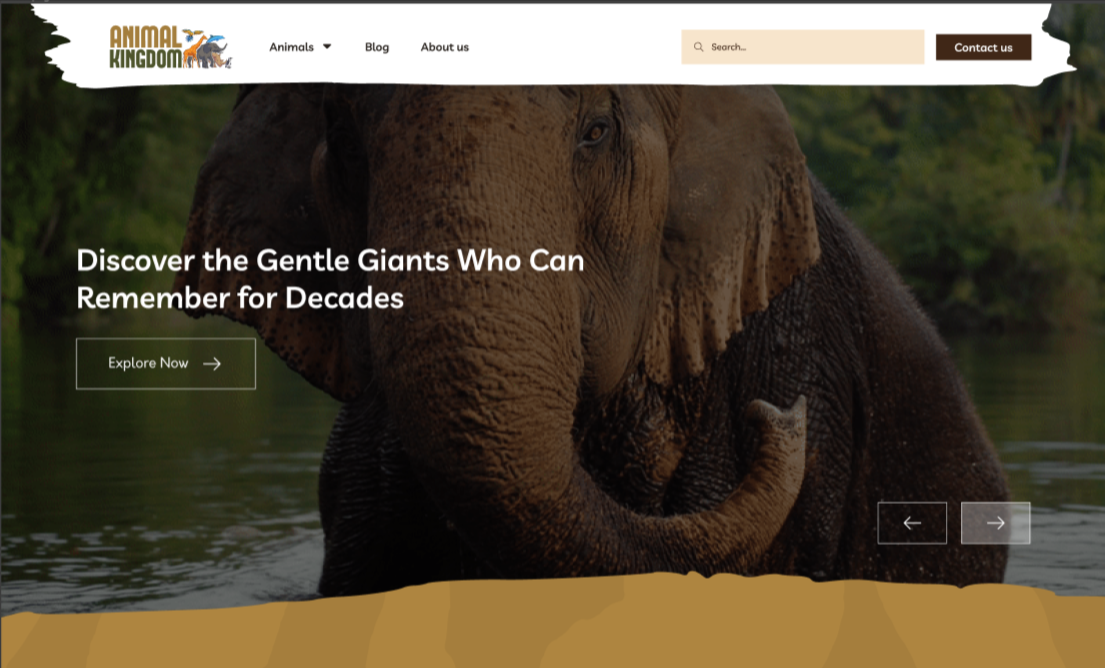 ANIMAL
KINGDOM
Animals
Blog
About us
Search...
Contact us
Discover the Gentle Giants Who Can
Remember for Decades
Explore Now